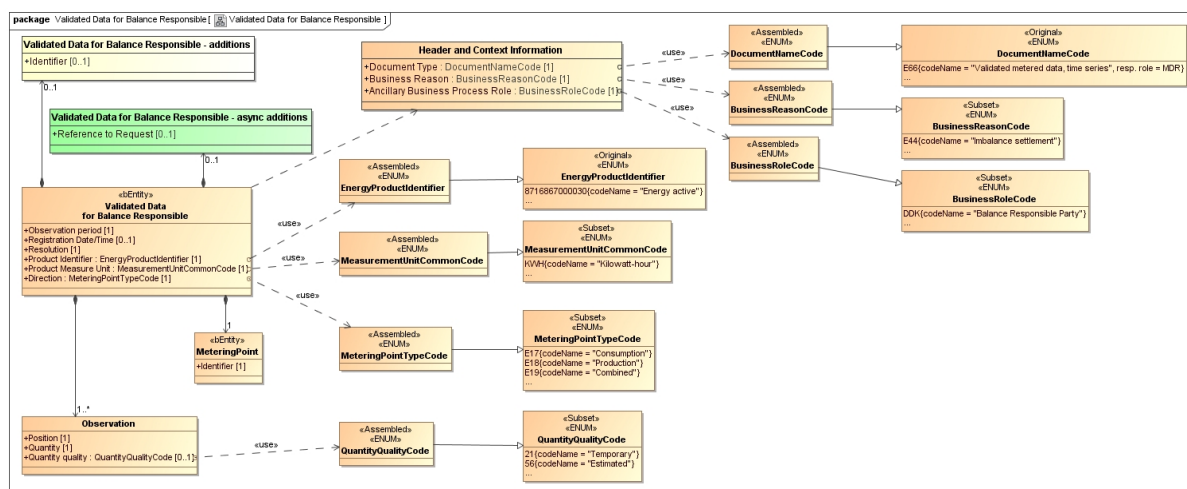 package Validated Data for Balance Responsible [ Validated Data for Balance Responsible ]
Validated Data for Balance Responsible - additions
+Identifier [0..1]
0..1
Validated Data for Balance Responsible - async additions
+Reference to Request [0..1]
0..1
Header and Context Information
+Document Type : DocumentNameCode [1]
+Business Reason : BusinessReasonCode [1]
+Ancillary Business Process Role : BusinessRoleCode [1]
«use»
«use»
«use»
«Assembled»
«ENUM»
DocumentNameCode
«Original»
«ENUM»
DocumentNameCode
E66{codeName = "Validated metered data, time series", resp. role = MDR}
...
«Assembled»
«ENUM»
BusinessReasonCode
«Subset»
«ENUM»
BusinessReasonCode
E44{codeName = "Imbalance settlement"}
...
«Assembled»
«ENUM»
BusinessRoleCode
«Subset»
«ENUM»
BusinessRoleCode
DDK{codeName = "Balance Responsible Party"}
...
«bEntity»
Validated Data
for Balance Responsible
+Observation period [1]
+Registration Date/Time [0..1]
+Resolution [1]
+Product Identifier : EnergyProductIdentifier [1]
+Product Measure Unit : MeasurementUnitCommonCode [1]
+Direction : MeteringPointTypeCode [1]
«use»
«use»
«use»
«Assembled»
«ENUM»
EnergyProductIdentifier
«Original»
«ENUM»
EnergyProductIdentifier
8716867000030{codeName = "Energy active"}
...
«Assembled»
«ENUM»
MeasurementUnitCommonCode
«Subset»
«ENUM»
MeasurementUnitCommonCode
KWH{codeName = "Kilowatt-hour"}
...
«Assembled»
«ENUM»
MeteringPointTypeCode
«Subset»
«ENUM»
MeteringPointTypeCode
E17{codeName = "Consumption"}
E18{codeName = "Production"}
E19{codeName = "Combined"}
...
1
«bEntity»
MeteringPoint
+Identifier [1]
1..*
Observation
+Position [1]
+Quantity [1]
+Quantity quality : QuantityQualityCode [0..1]
«use»
«Assembled»
«ENUM»
QuantityQualityCode
«Subset»
«ENUM»
QuantityQualityCode
21{codeName = "Temporary"}
56{codeName = "Estimated"}
...